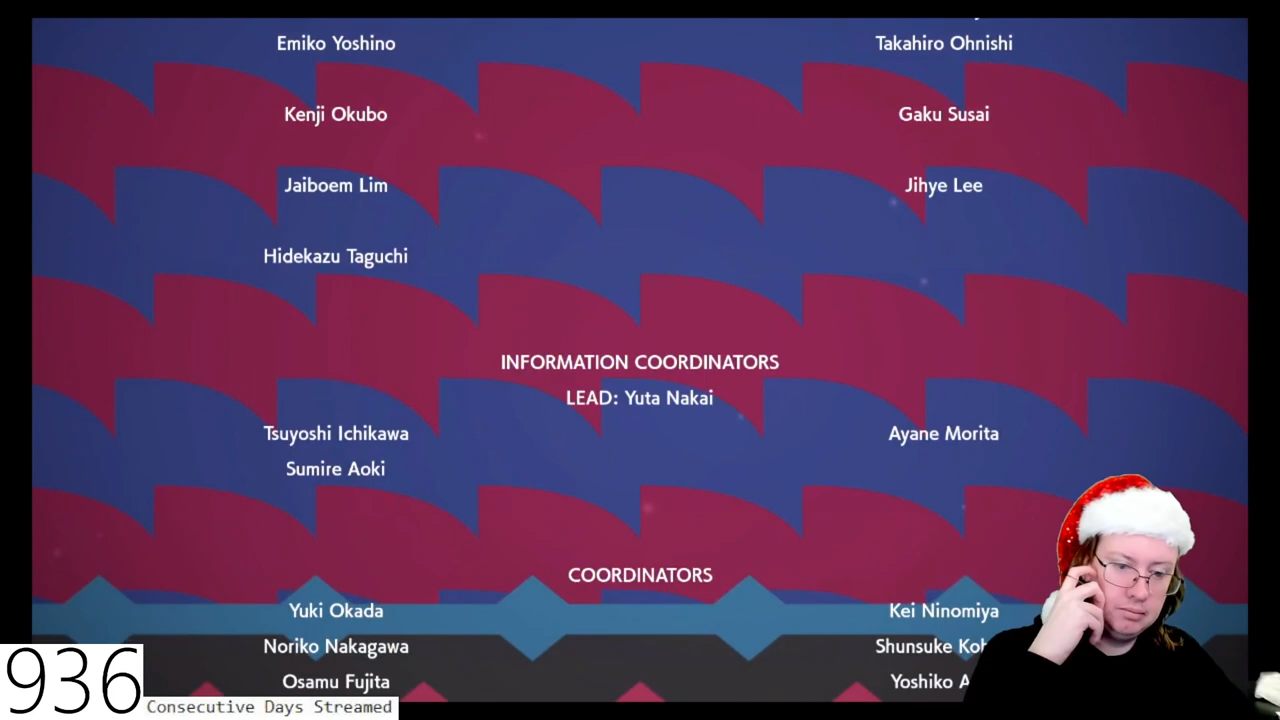 Emiko Yoshino Takahiro Ohnishi
Kenji Okubo Gaku Susai
Jaiboem Lim Jihye Lee
Hidekazu Taguchi
INFORMATION COORDINATORS
LEAD: Yuta Nakai
Tsuyoshi Ichikawa Ayane Morita
Sumire Aoki
COORDINATORS
Yuki Okada Kei Ninomiya
Noriko Nakagawa Shunsuke
Osamu Fujita Yoshiko
936 Consecutive Days Streamed